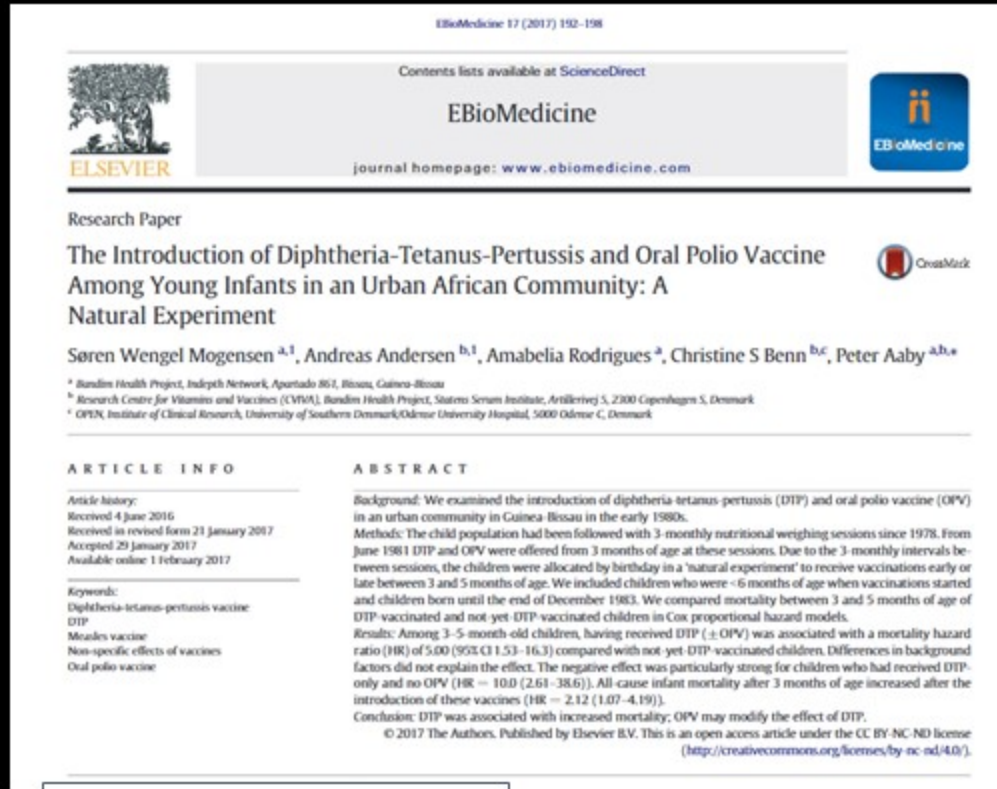 EBioMedicine 17 (2017) 192–198
Contents lists available at ScienceDirect
EBioMedicine
journal homepage: www.ebiomedicine.com
ELSEVIER
EBioMedicine
Research Paper
The Introduction of Diphtheria-Tetanus-Pertussis and Oral Polio Vaccine
Among Young Infants in an Urban African Community: A
Natural Experiment
CrossMark
Søren Wengel Mogensen a,1, Andreas Andersen b,1, Amabelia Rodrigues a, Christine S Benn b,c, Peter Aaby a,b,*
a Bandim Health Project, Indepth Network, Apartado 861, Bissau, Guinea-Bissau
b Research Centre for Vitamins and Vaccines (CVIVA), Bandim Health Project, Statens Serum Institute, Artillerivej 5, 2300 Copenhagen S, Denmark
c OPEN, Institute of Clinical Research, University of Southern Denmark/Odense University Hospital, 5000 Odense C, Denmark
ARTICLE INFO
Article history:
Received 4 June 2016
Received in revised form 21 January 2017
Accepted 29 January 2017
Available online 1 February 2017
Keywords:
Diphtheria-tetanus-pertussis vaccine
DTP
Measles vaccine
Non-specific effects of vaccines
Oral polio vaccine
ABSTRACT
Background: We examined the introduction of diphtheria-tetanus-pertussis (DTP) and oral polio vaccine (OPV)
in an urban community in Guinea-Bissau in the early 1980s.
Methods: The child population had been followed with 3-monthly nutritional weighing sessions since 1978. From
June 1981 DTP and OPV were offered from 3 months of age at these sessions. Due to the 3-monthly intervals be-
tween sessions, the children were allocated by birthday in a 'natural experiment' to receive vaccinations early or
late between 3 and 5 months of age. We included children who were <6 months of age when vaccinations started
and children born until the end of December 1983. We compared mortality between 3 and 5 months of age of
DTP-vaccinated and not-yet-DTP-vaccinated children in Cox proportional hazard models.
Results: Among 3–5-month-old children, having received DTP (±OPV) was associated with a mortality hazard
ratio (HR) of 5.00 (95% CI 1.53–16.3) compared with not-yet-DTP-vaccinated children. Differences in background
factors did not explain the effect. The negative effect was particularly strong for children who had received DTP-
only and no OPV (HR = 10.0 (2.61–38.6)). All-cause infant mortality after 3 months of age increased after the
introduction of these vaccines (HR = 2.12 (1.07–4.19)).
Conclusion: DTP was associated with increased mortality; OPV may modify the effect of DTP.
© 2017 The Authors. Published by Elsevier B.V. This is an open access article under the CC BY-NC-ND license
(http://creativecommons.org/licenses/by-nc-nd/4.0/).